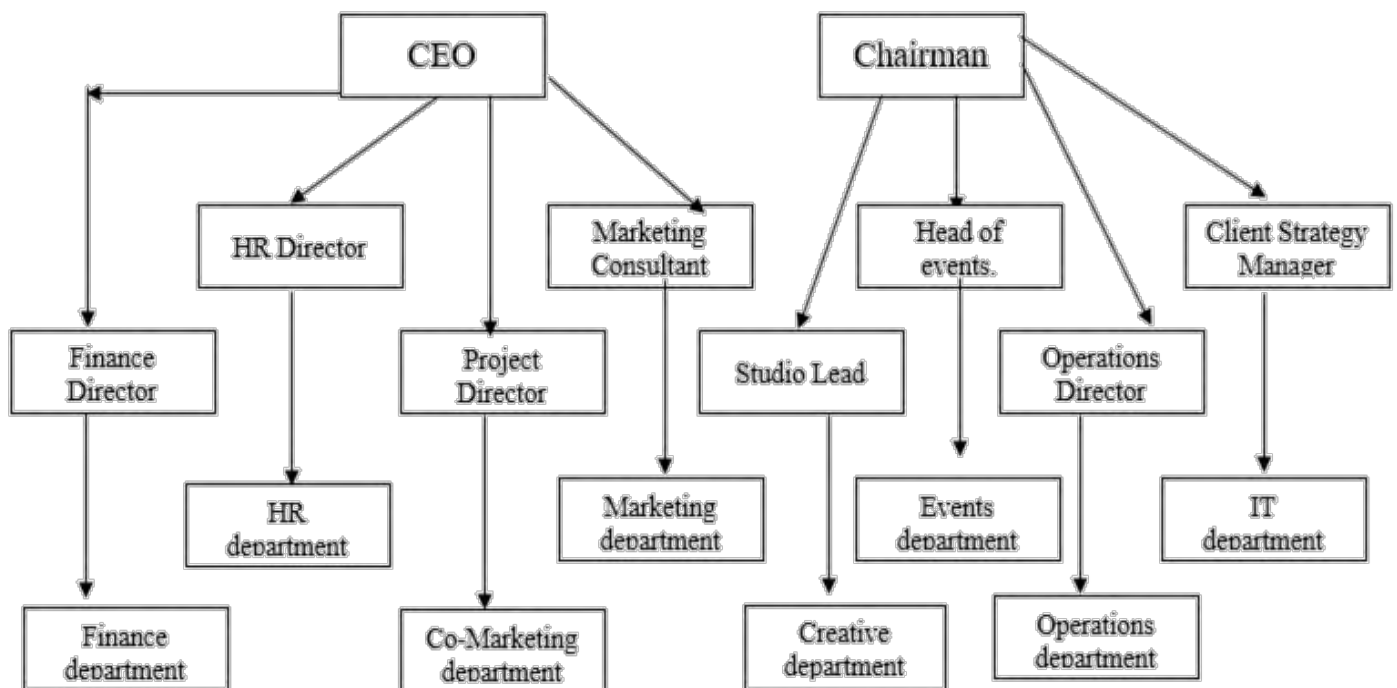 CEO
Chairman
HR Director
Marketing
Consultant
Head of
events.
Client Strategy
Manager
Finance
Director
Project
Director
Studio Lead
Operations
Director
HR
department
Marketing
department
Events
department
IT
department
Finance
department
Co-Marketing
department
Creative
department
Operations
department